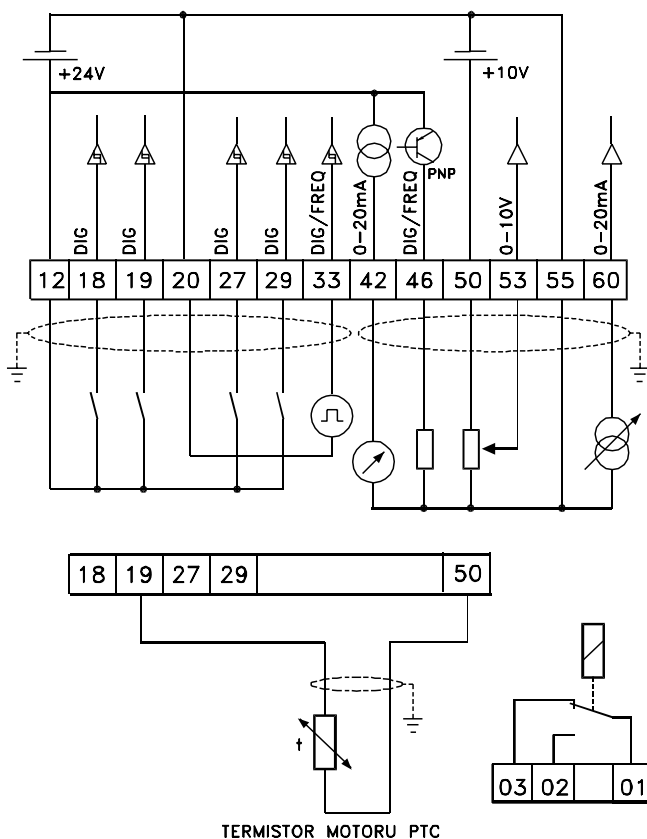 +24V
+10V
DIG
DIG
DIG
DIG
DIG/FREQ
0-20mA
DIG/FREQ
PNP
0-10V
0-20mA
12 18 19 20 27 29 33 42 46 50 53 55 60
18 19 27 29 50
t
03 02 01
TERMISTOR MOTORU PTC